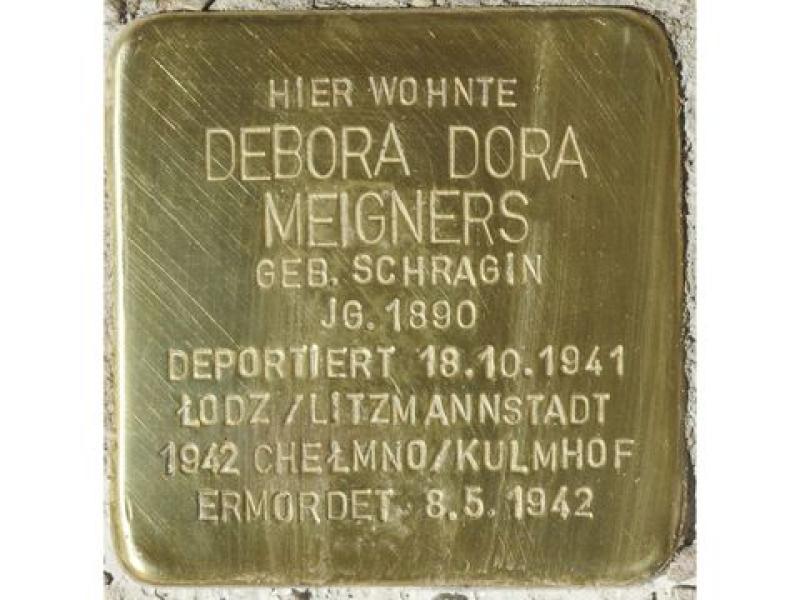 HIER WOHNTE
DEBORA DORA
MEIGNERS
GEB. SCHRAGIN
JG. 1890
DEPORTIERT 18.10.1941
ŁODZ / LITZMANNSTADT
1942 CHEŁMNO/KULMHOF
ERMORDET 8.5.1942